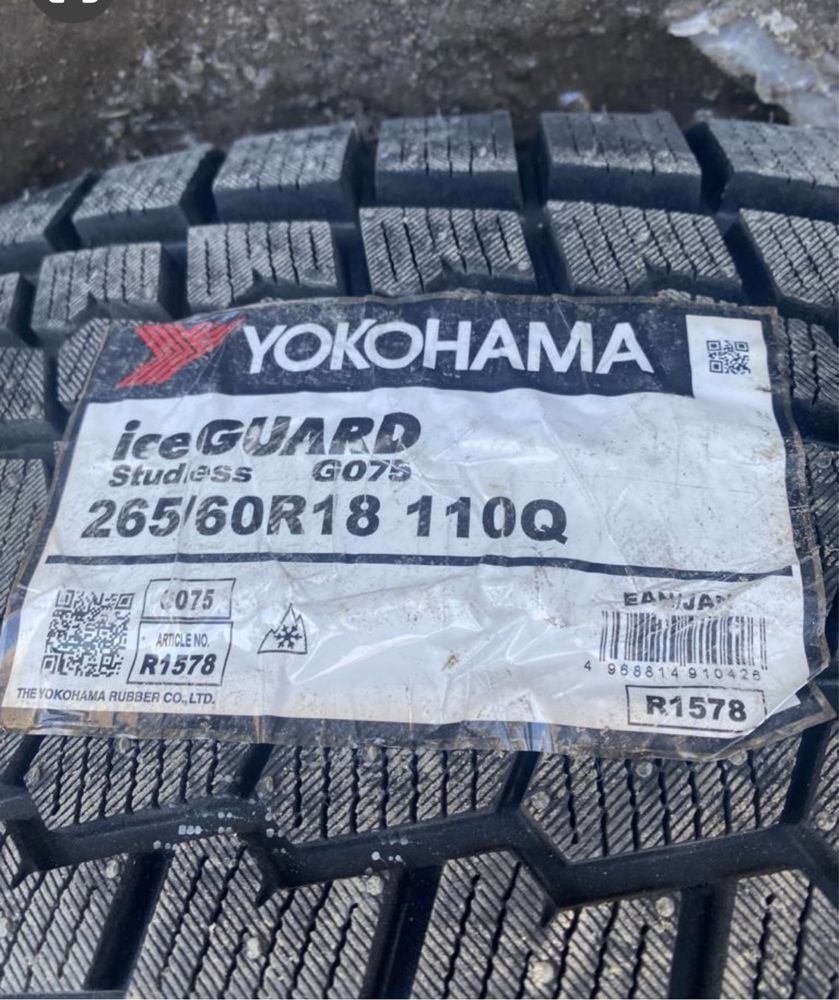 YOKOHAMA
iceGUARD
Studless G075
265/60R18 110Q
G075
ARTICLE NO.
R1578
THE YOKOHAMA RUBBER CO., LTD.
EAN/JAN
4 968814 910426
R1578